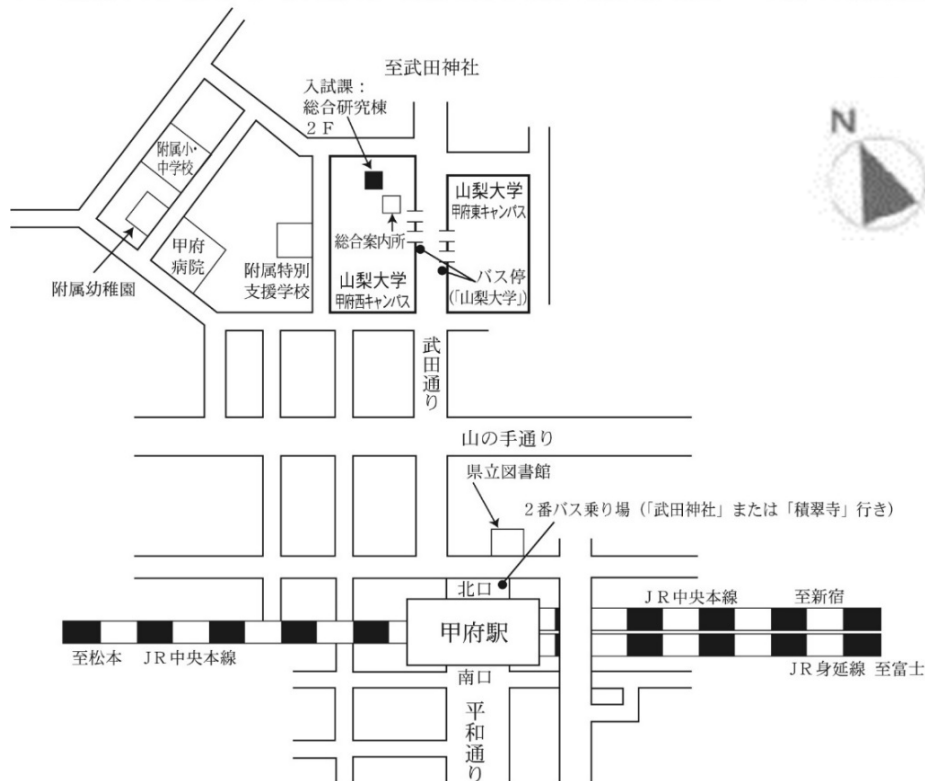 至武田神社
入試課：
総合研究棟
２Ｆ
N
附属小・
中学校
山梨大学
甲府東キャンパス
総合案内所
甲府
病院
附属特別
支援学校
山梨大学
甲府西キャンパス
バス停
(「山梨大学」)
附属幼稚園
武田通り
山の手通り
県立図書館
２番バス乗り場（「武田神社」または「積翠寺」行き）
北口
ＪＲ中央本線
至新宿
甲府駅
至松本
ＪＲ中央本線
南口
ＪＲ身延線 至富士
平和通り